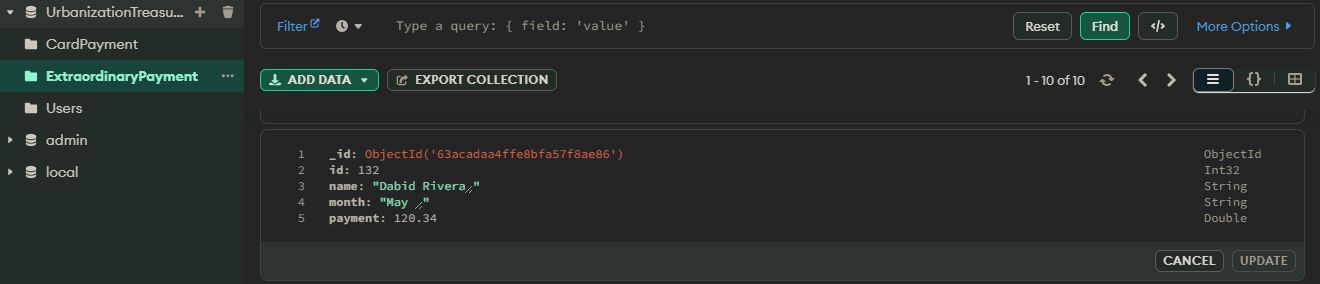 UrbanizationTreasu...
CardPayment
ExtraordinaryPayment
Users
admin
local
Filter
Type a query: { field: 'value' }
Reset
Find
</>
More Options
ADD DATA
EXPORT COLLECTION
1 - 10 of 10
{}
1 _id: ObjectId('63acadaa4ffe8bfa57f8ae86') ObjectId
2 id: 132 Int32
3 name: "Dabid Rivera" String
4 month: "May " String
5 payment: 120.34 Double
CANCEL
UPDATE